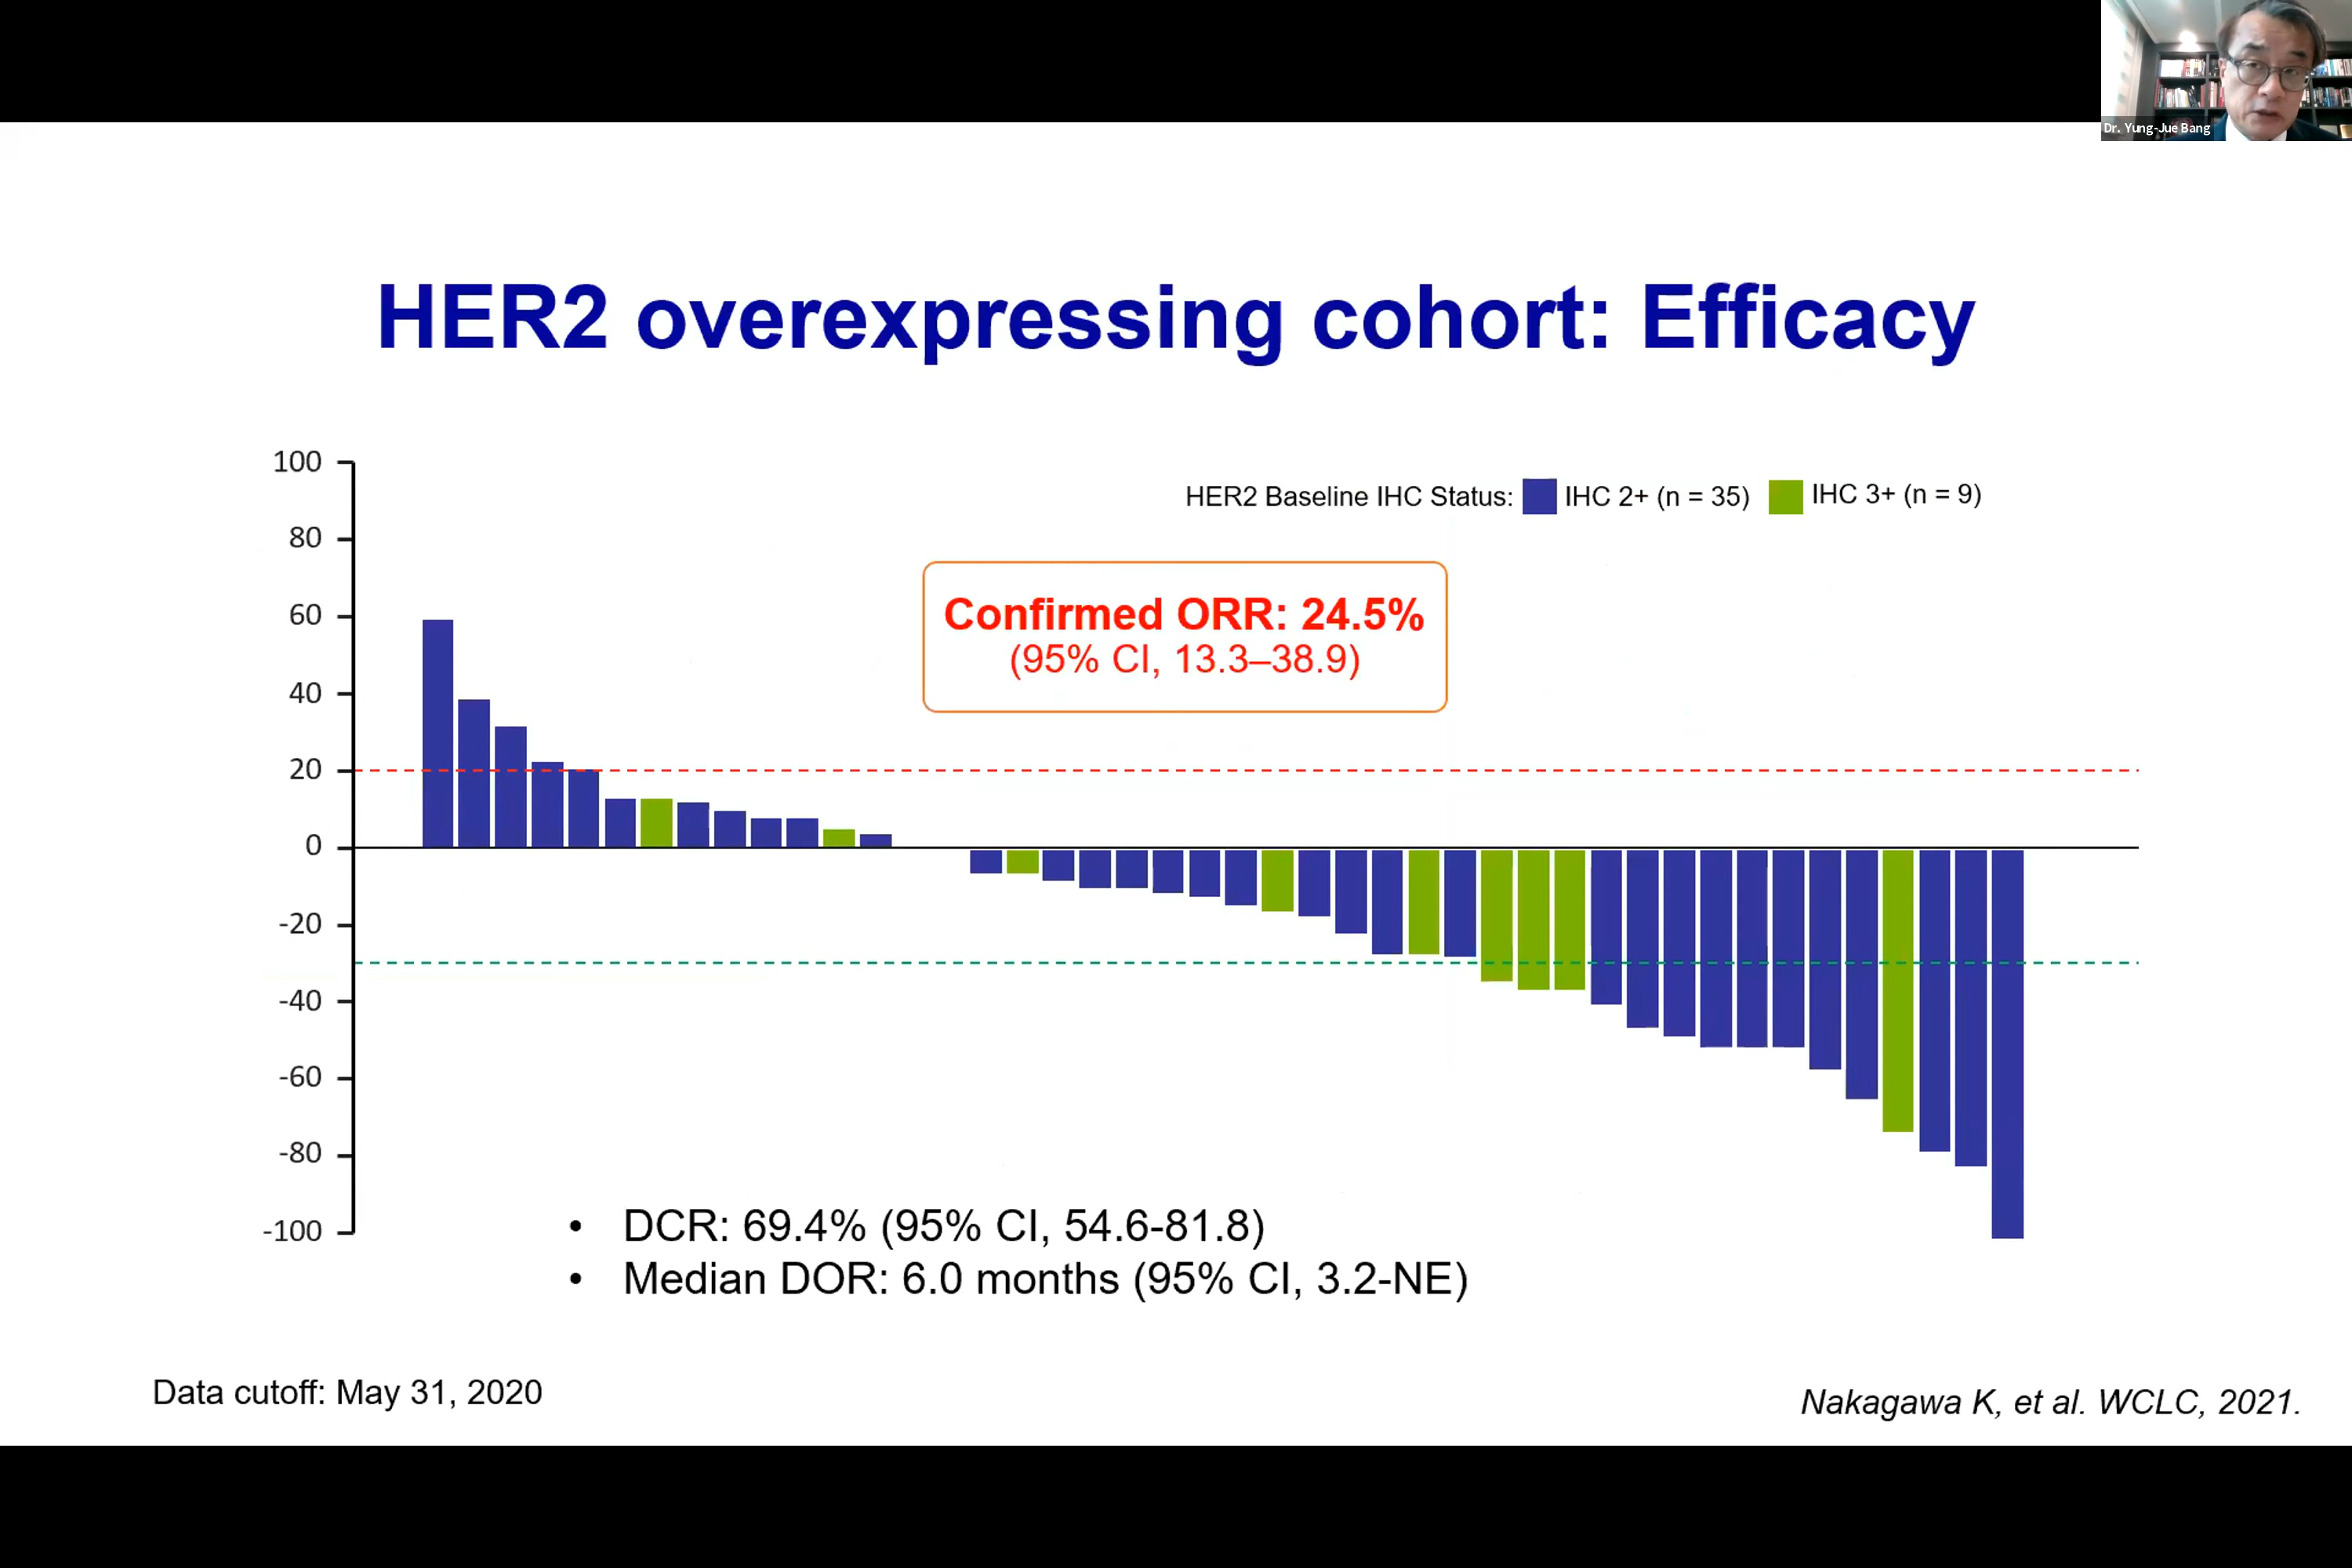 Dr. Yung-Jue Bang
HER2 overexpressing cohort: Efficacy
HER2 Baseline IHC Status: IHC 2+ (n = 35) IHC 3+ (n = 9)
Confirmed ORR: 24.5%
(95% CI, 13.3–38.9)
100
80
60
40
20
0
-20
-40
-60
-80
-100
• DCR: 69.4% (95% CI, 54.6-81.8)
• Median DOR: 6.0 months (95% CI, 3.2-NE)
Data cutoff: May 31, 2020
Nakagawa K, et al. WCLC, 2021.